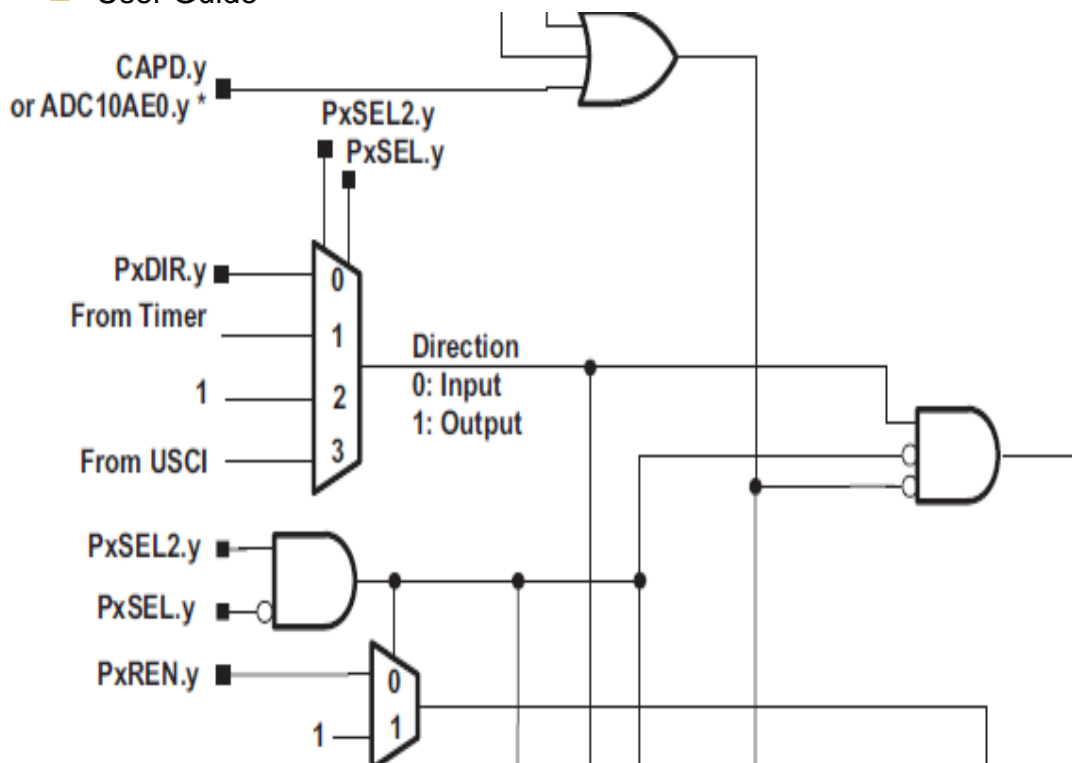 User Guide
CAPD.y
or ADC10AE0.y *
PxSEL2.y
PxSEL.y
PxDIR.y
0
From Timer
1
Direction
0: Input
1: Output
1
2
From USCI
3
PxSEL2.y
PxSEL.y
PxREN.y
0
1
1